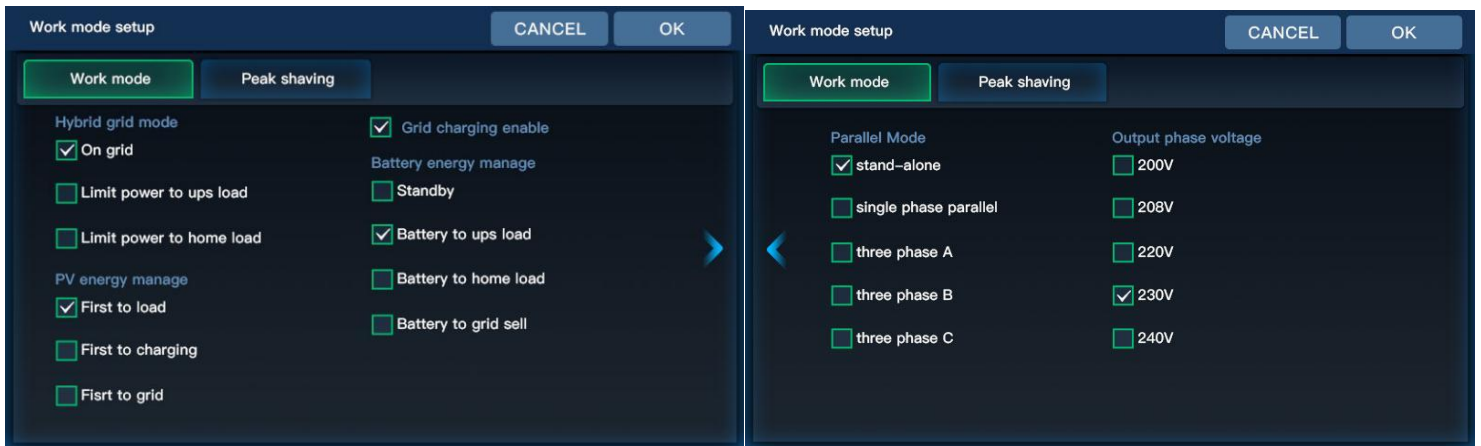 Work mode setup
CANCEL
OK
Work mode
Peak shaving
Hybrid grid mode
On grid
Limit power to ups load
Limit power to home load
PV energy manage
First to load
First to charging
Fisrt to grid
Grid charging enable
Battery energy manage
Standby
Battery to ups load
Battery to home load
Battery to grid sell
Work mode setup
CANCEL
OK
Work mode
Peak shaving
Parallel Mode
stand-alone
single phase parallel
three phase A
three phase B
three phase C
Output phase voltage
200V
208V
220V
230V
240V